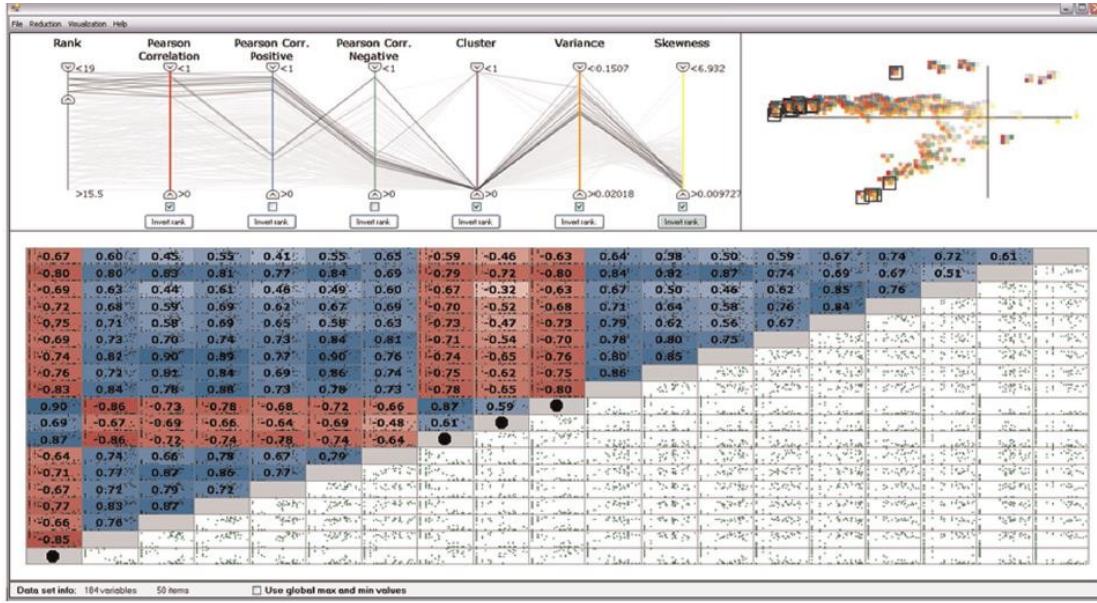 File Reduction Visualization Help
Rank Pearson Correlation Pearson Corr. Positive Pearson Corr. Negative Cluster Variance Skewness
<19 <1 <1 <1 <1 <0.1507 <6.932
>15.5 >0 >0 >0 >0 >0.02018 >0.009727
Invert rank Invert rank Invert rank Invert rank Invert rank Invert rank
-0.67 0.60 0.45 0.55 0.41 0.55 0.65 -0.59 -0.46 -0.63 0.64 0.58 0.50 0.59 0.67 0.74 0.72 0.61
-0.80 0.80 0.83 0.81 0.77 0.84 0.69 -0.79 -0.72 -0.80 0.84 0.82 0.87 0.74 0.69 0.67 0.51
-0.69 0.63 0.44 0.61 0.46 0.49 0.60 -0.67 -0.32 -0.63 0.67 0.50 0.46 0.62 0.85 0.76
-0.72 0.68 0.59 0.69 0.62 0.67 0.69 -0.70 -0.52 -0.68 0.71 0.64 0.58 0.76 0.84
-0.75 0.71 0.58 0.69 0.65 0.58 0.63 -0.73 -0.47 -0.73 0.79 0.62 0.56 0.67
-0.69 0.73 0.70 0.74 0.73 0.84 0.81 -0.71 -0.54 -0.70 0.78 0.80 0.75
-0.74 0.82 0.90 0.89 0.77 0.90 0.76 -0.74 -0.65 -0.76 0.80 0.85
-0.76 0.72 0.81 0.84 0.69 0.86 0.74 -0.75 -0.62 -0.75 0.86
-0.83 0.84 0.78 0.88 0.73 0.78 0.73 -0.78 -0.65 -0.80
0.90 -0.86 -0.73 -0.78 -0.68 -0.72 -0.66 0.87 0.59
0.69 -0.67 -0.69 -0.66 -0.64 -0.69 -0.48 0.61
0.87 -0.86 -0.72 -0.74 -0.78 -0.74 -0.64
-0.64 0.74 0.66 0.78 0.67 0.79
-0.71 0.77 0.87 0.86 0.77
-0.67 0.72 0.79 0.72
-0.77 0.83 0.87
-0.66 0.76
-0.85
Data set info: 184 variables 50 items Use global max and min values